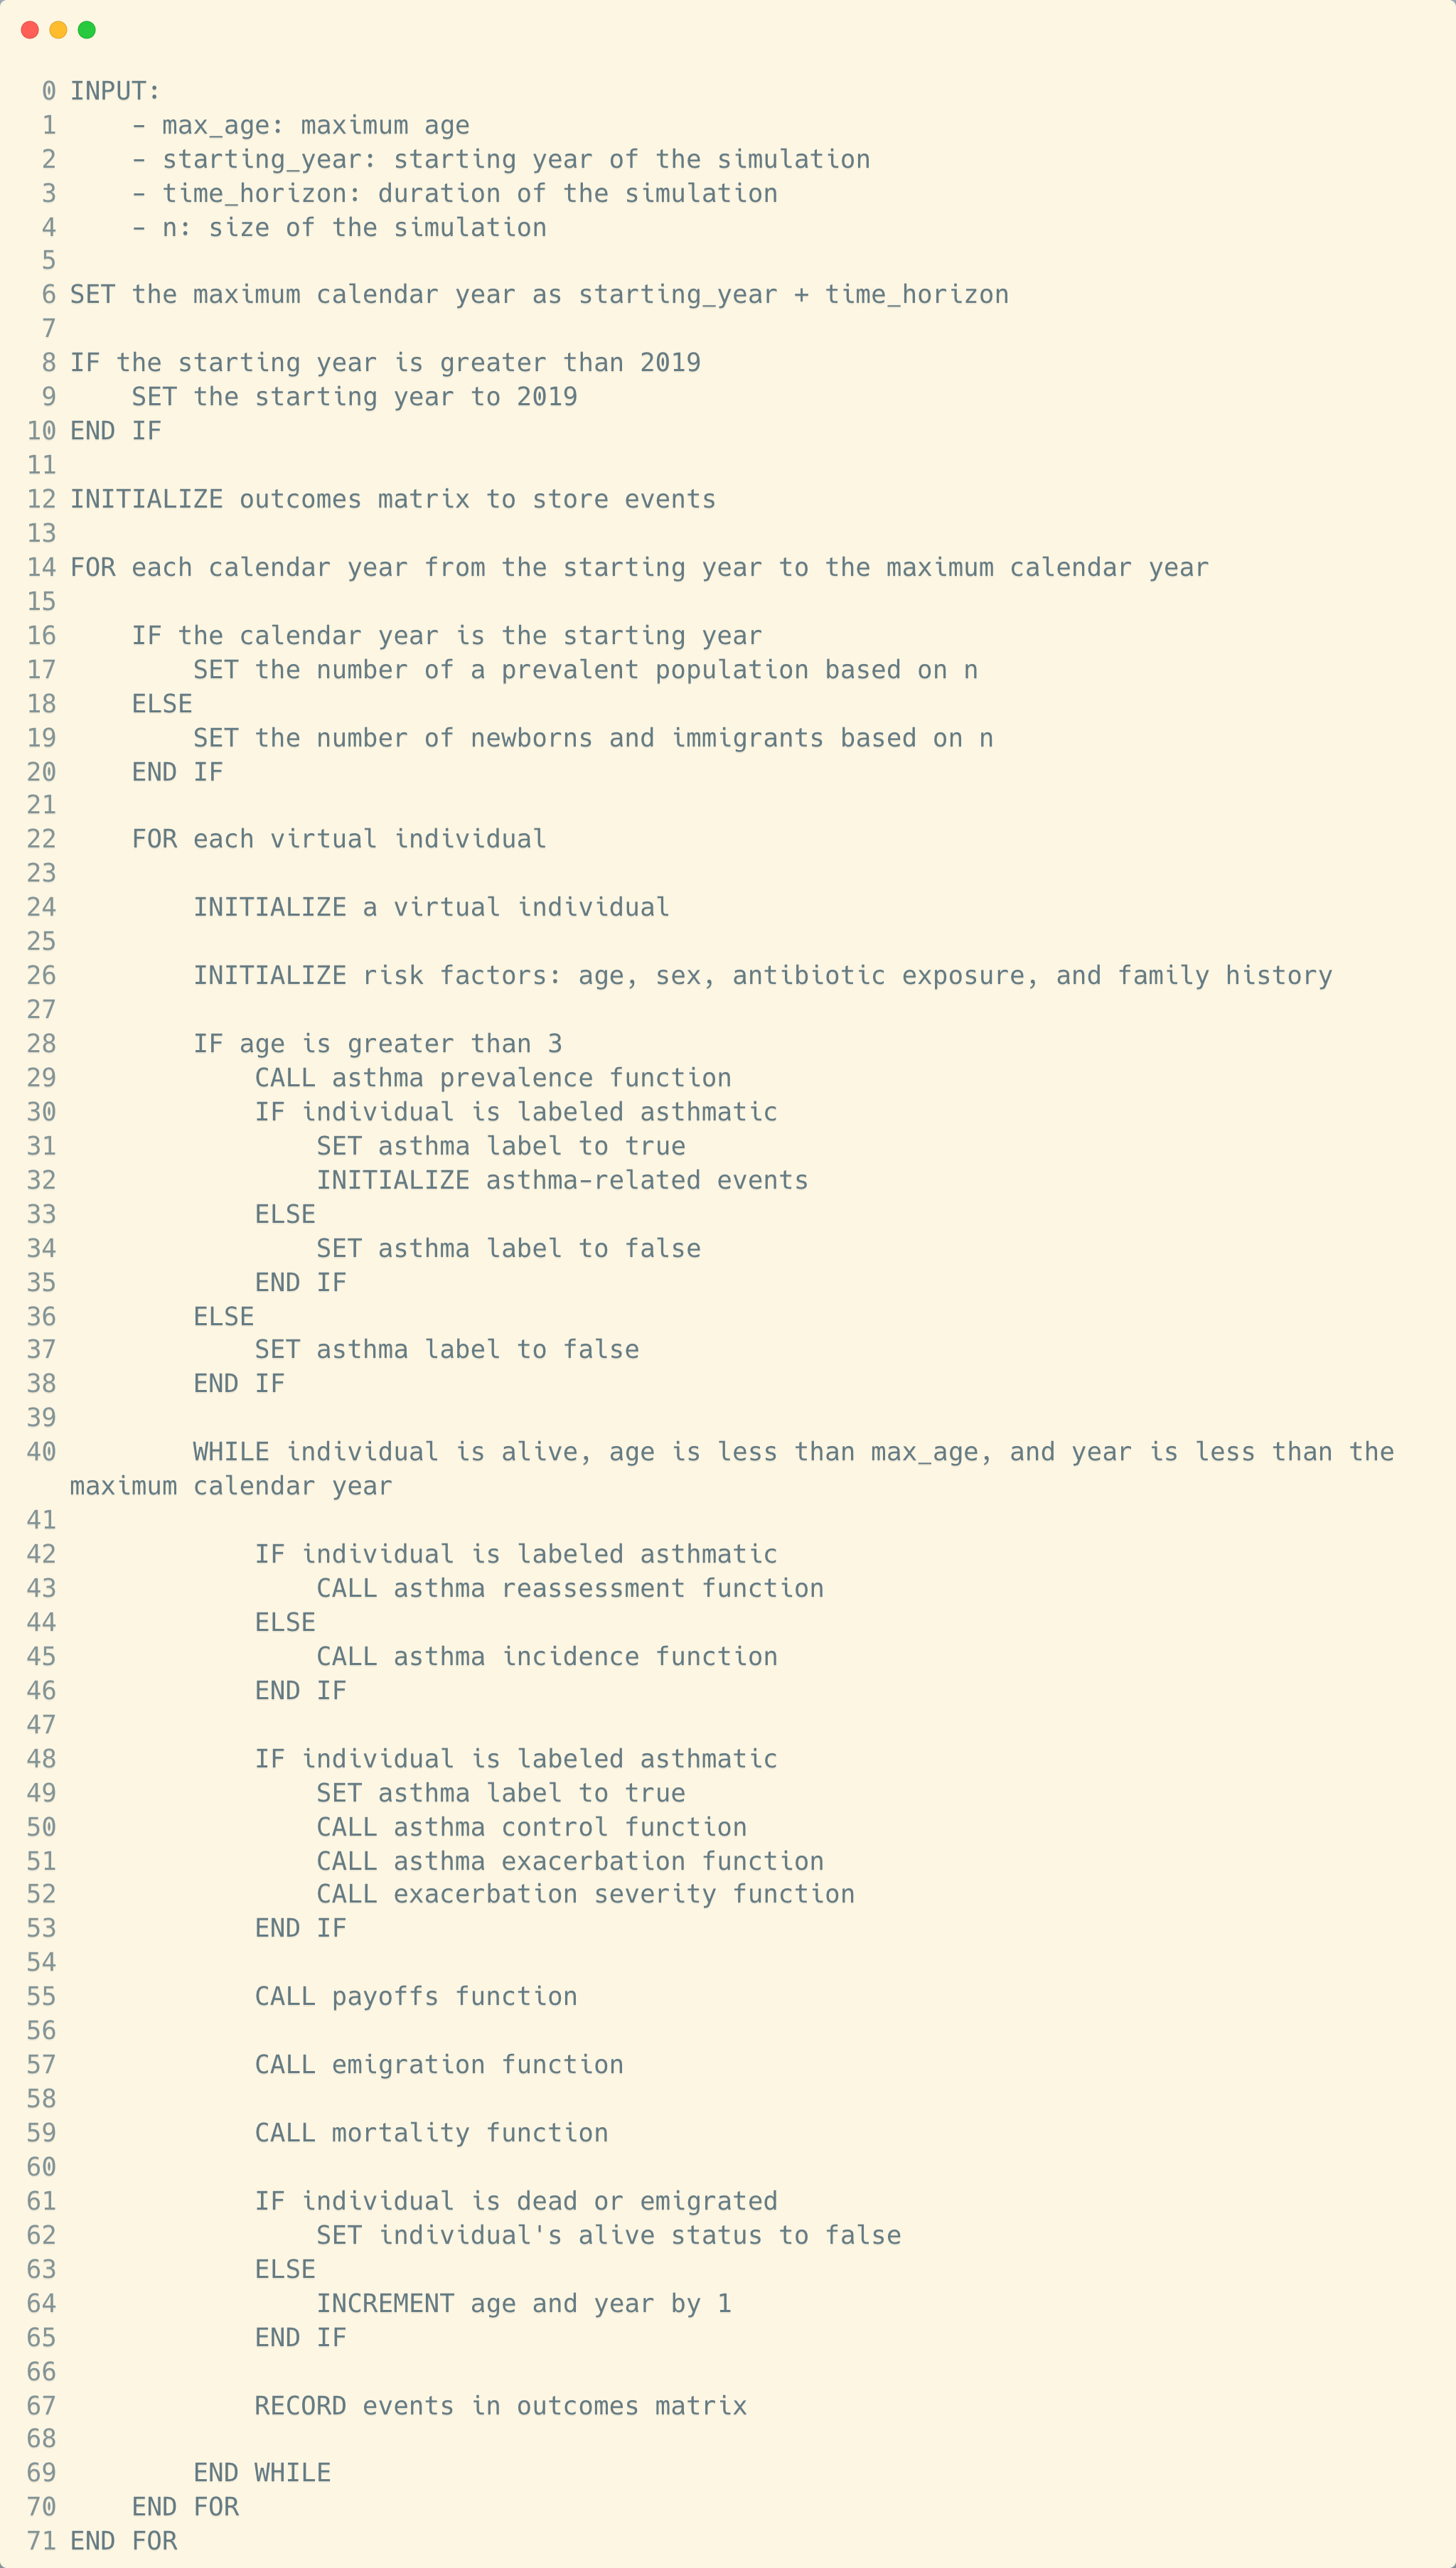 0 INPUT:
1     - max_age: maximum age
2     - starting_year: starting year of the simulation
3     - time_horizon: duration of the simulation
4     - n: size of the simulation
5
6 SET the maximum calendar year as starting_year + time_horizon
7
8 IF the starting year is greater than 2019
9     SET the starting year to 2019
10 END IF
11
12 INITIALIZE outcomes matrix to store events
13
14 FOR each calendar year from the starting year to the maximum calendar year
15
16     IF the calendar year is the starting year
17         SET the number of a prevalent population based on n
18     ELSE
19         SET the number of newborns and immigrants based on n
20     END IF
21
22     FOR each virtual individual
23
24         INITIALIZE a virtual individual
25
26         INITIALIZE risk factors: age, sex, antibiotic exposure, and family history
27
28         IF age is greater than 3
29             CALL asthma prevalence function
30             IF individual is labeled asthmatic
31                 SET asthma label to true
32                 INITIALIZE asthma-related events
33             ELSE
34                 SET asthma label to false
35             END IF
36         ELSE
37             SET asthma label to false
38         END IF
39
40         WHILE individual is alive, age is less than max_age, and year is less than the
maximum calendar year
41
42             IF individual is labeled asthmatic
43                 CALL asthma reassessment function
44             ELSE
45                 CALL asthma incidence function
46             END IF
47
48             IF individual is labeled asthmatic
49                 SET asthma label to true
50                 CALL asthma control function
51                 CALL asthma exacerbation function
52                 CALL exacerbation severity function
53             END IF
54
55             CALL payoffs function
56
57             CALL emigration function
58
59             CALL mortality function
60
61             IF individual is dead or emigrated
62                 SET individual's alive status to false
63             ELSE
64                 INCREMENT age and year by 1
65             END IF
66
67             RECORD events in outcomes matrix
68
69         END WHILE
70     END FOR
71 END FOR